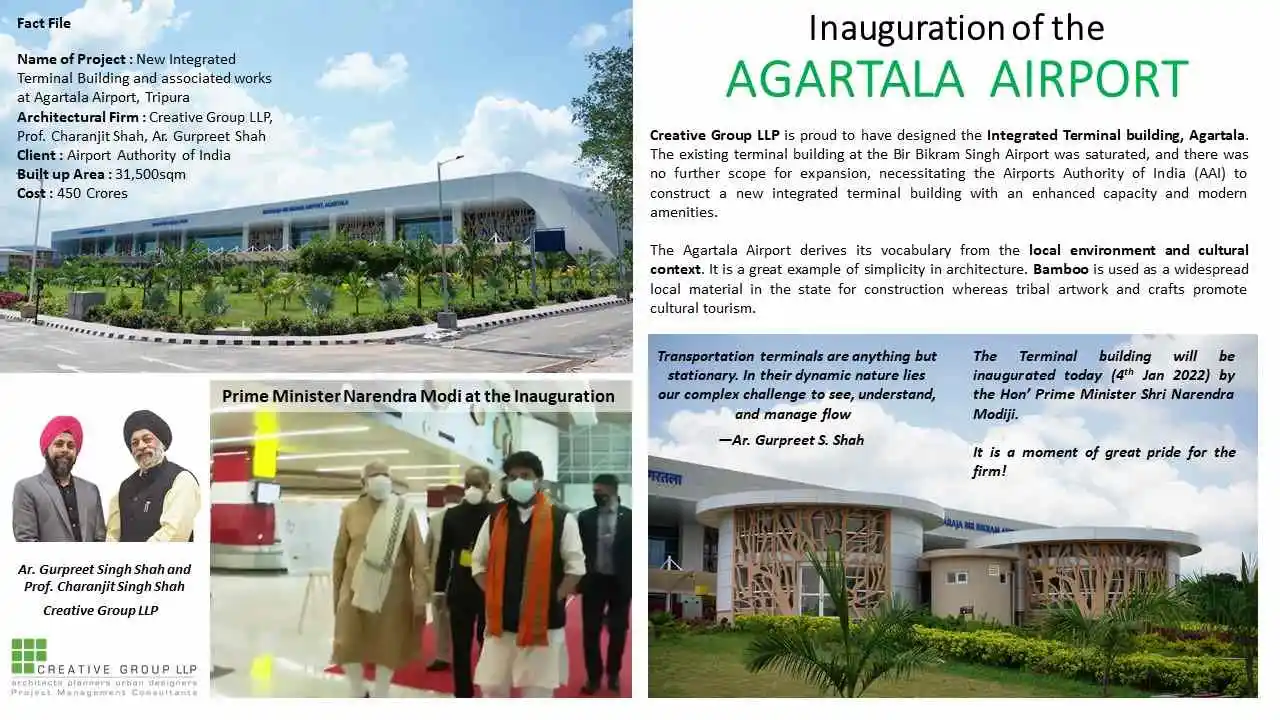 Fact File
Name of Project : New Integrated
Terminal Building and associated works
at Agartala Airport, Tripura
Architectural Firm : Creative Group LLP,
Prof. Charanjit Shah, Ar. Gurpreet Shah
Client : Airport Authority of India
Built up Area : 31,500sqm
Cost : 450 Crores
Prime Minister Narendra Modi at the Inauguration
Ar. Gurpreet Singh Shah and
Prof. Charanjit Singh Shah
Creative Group LLP
CREATIVE GROUP LLP
architects planners urban designers
Project Management Consultants
Inauguration of the
AGARTALA AIRPORT
Creative Group LLP is proud to have designed the Integrated Terminal building, Agartala.
The existing terminal building at the Bir Bikram Singh Airport was saturated, and there was
no further scope for expansion, necessitating the Airports Authority of India (AAI) to
construct a new integrated terminal building with an enhanced capacity and modern
amenities.
The Agartala Airport derives its vocabulary from the local environment and cultural
context. It is a great example of simplicity in architecture. Bamboo is used as a widespread
local material in the state for construction whereas tribal artwork and crafts promote
cultural tourism.
Transportation terminals are anything but
stationary. In their dynamic nature lies
our complex challenge to see, understand,
and manage flow
—Ar. Gurpreet S. Shah
The Terminal building will be
inaugurated today (4th Jan 2022) by
the Hon’ Prime Minister Shri Narendra
Modiji.
It is a moment of great pride for the
firm!
गरतला
ARAJA BIR BIKRAM